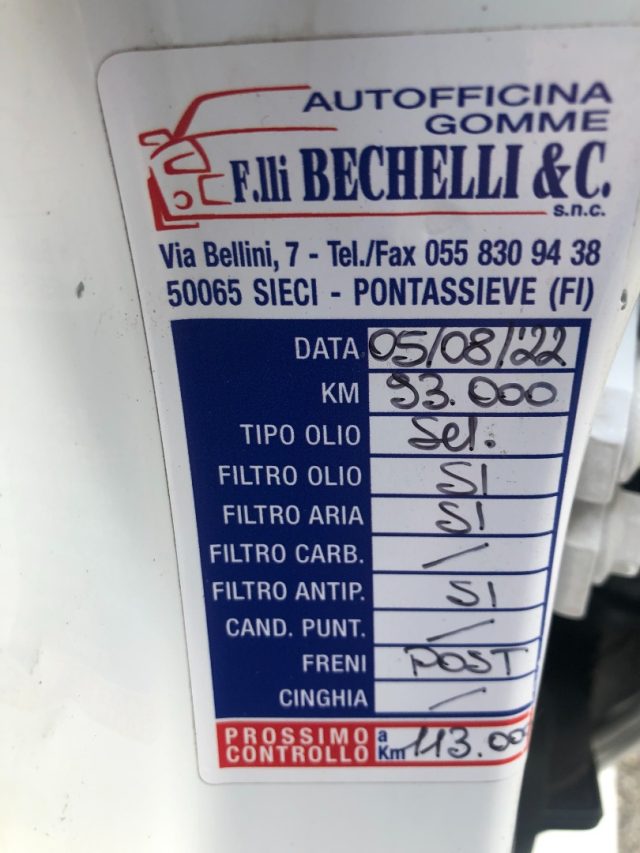 AUTOFFICINA
GOMME
F.lli BECHELLI & C.
s.n.c.
Via Bellini, 7 - Tel./Fax 055 830 94 38
50065 SIECI - PONTASSIEVE (FI)
DATA 05/08/'22
KM 93.000
TIPO OLIO Sel.
FILTRO OLIO SI
FILTRO ARIA SI
FILTRO CARB. /
FILTRO ANTIP. SI
CAND. PUNT. /
FRENI POST
CINGHIA /
PROSSIMO CONTROLLO a Km 113.000